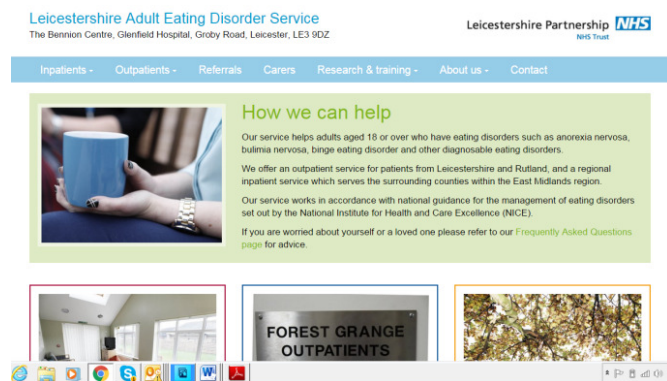 Leicestershire Adult Eating Disorder Service
The Bennion Centre, Glenfield Hospital, Groby Road, Leicester, LE3 9DZ
Leicestershire Partnership NHS
NHS Trust
Inpatients - Outpatients - Referrals Carers Research & training - About us - Contact
How we can help
Our service helps adults aged 18 or over who have eating disorders such as anorexia nervosa,
bulimia nervosa, binge eating disorder and other diagnosable eating disorders.
We offer an outpatient service for patients from Leicestershire and Rutland, and a regional
inpatient service which serves the surrounding counties within the East Midlands region.
Our service works in accordance with national guidance for the management of eating disorders
set out by the National Institute for Health and Care Excellence (NICE).
If you are worried about yourself or a loved one please refer to our Frequently Asked Questions
page for advice.
FOREST GRANGE
OUTPATIENTS